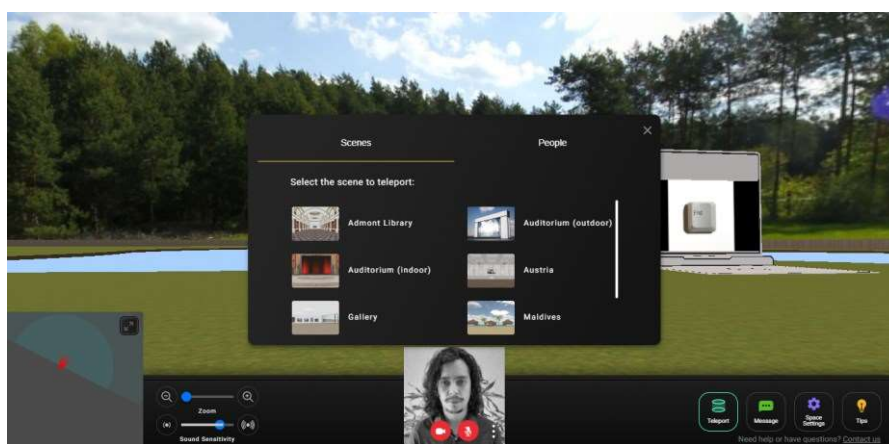 Scenes
People
Select the scene to teleport:
Admont Library
Auditorium (outdoor)
Auditorium (indoor)
Austria
Gallery
Maldives
Zoom
Sound Sensitivity
Teleport
Message
Space
Settings
Tips
Need help or have questions? Contact us